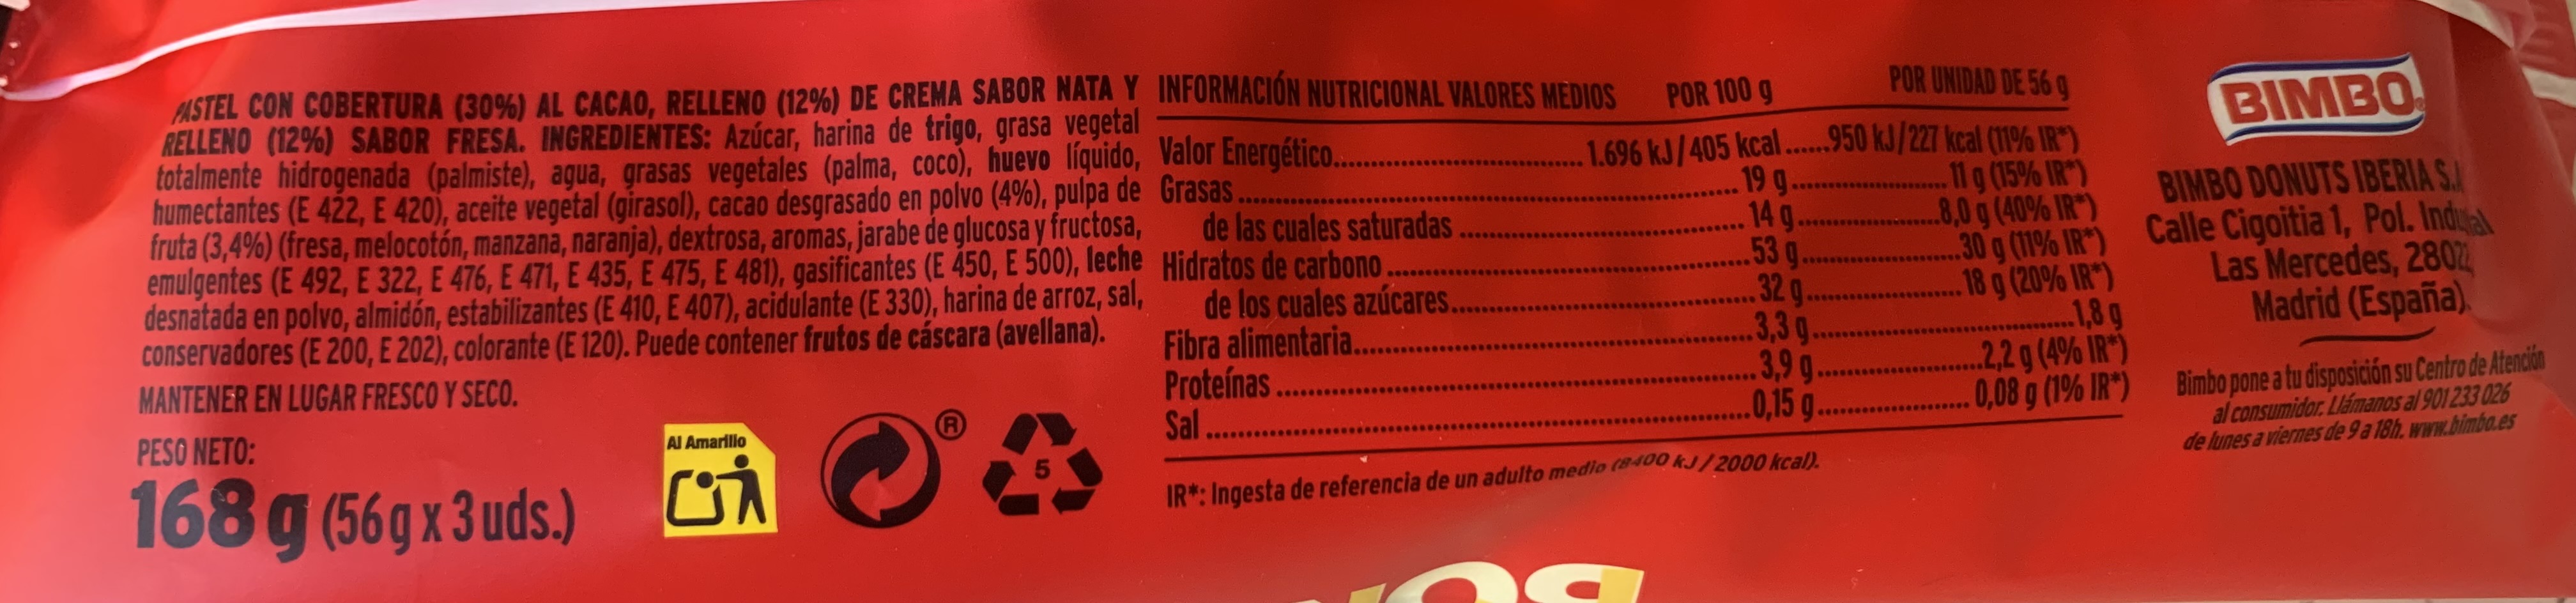 PASTEL CON COBERTURA (30%) AL CACAO, RELLENO (12%) DE CREMA SABOR NATA Y
RELLENO (12%) SABOR FRESA. INGREDIENTES: Azúcar, harina de trigo, grasa vegetal
totalmente hidrogenada (palmiste), agua, grasas vegetales (palma, coco), huevo líquido,
humectantes (E 422, E 420), aceite vegetal (girasol), cacao desgrasado en polvo (4%), pulpa de
fruta (3,4%) (fresa, melocotón, manzana, naranja), dextrosa, aromas, jarabe de glucosa y fructosa,
emulgentes (E 492, E 322, E 476, E 471, E 435, E 475, E 481), gasificantes (E 450, E 500), leche
desnatada en polvo, almidón, estabilizantes (E 410, E 407), acidulante (E 330), harina de arroz, sal,
conservadores (E 200, E 202), colorante (E 120). Puede contener frutos de cáscara (avellana).
MANTENER EN LUGAR FRESCO Y SECO.
PESO NETO:
168 g (56 g x 3 uds.)
Al Amarillo
®
5
INFORMACIÓN NUTRICIONAL VALORES MEDIOS POR 100 g POR UNIDAD DE 56 g
Valor Energético..........1.696 kJ/405 kcal......950 kJ/227 kcal (11% IR*)
Grasas..........19 g..........11 g (15% IR*)
de las cuales saturadas..........14 g..........8,0 g (40% IR*)
Hidratos de carbono..........53 g..........30 g (11% IR*)
de los cuales azúcares..........32 g..........18 g (20% IR*)
Fibra alimentaria..........3,3 g..........1,8 g
Proteínas..........3,9 g..........2,2 g (4% IR*)
Sal..........0,15 g..........0,08 g (1% IR*)
IR*: Ingesta de referencia de un adulto medio (8400 kJ/2000 kcal).
BIMBO®
BIMBO DONUTS IBERIA
Calle Cigoitia 1, Pol.
Las Mercedes, 28022
Madrid (España).
Bimbo pone a tu disposición su Centro de Atención
al consumidor. Llámanos al 901 233 026
de lunes a viernes de 9 a 18h. www.bimbo.es